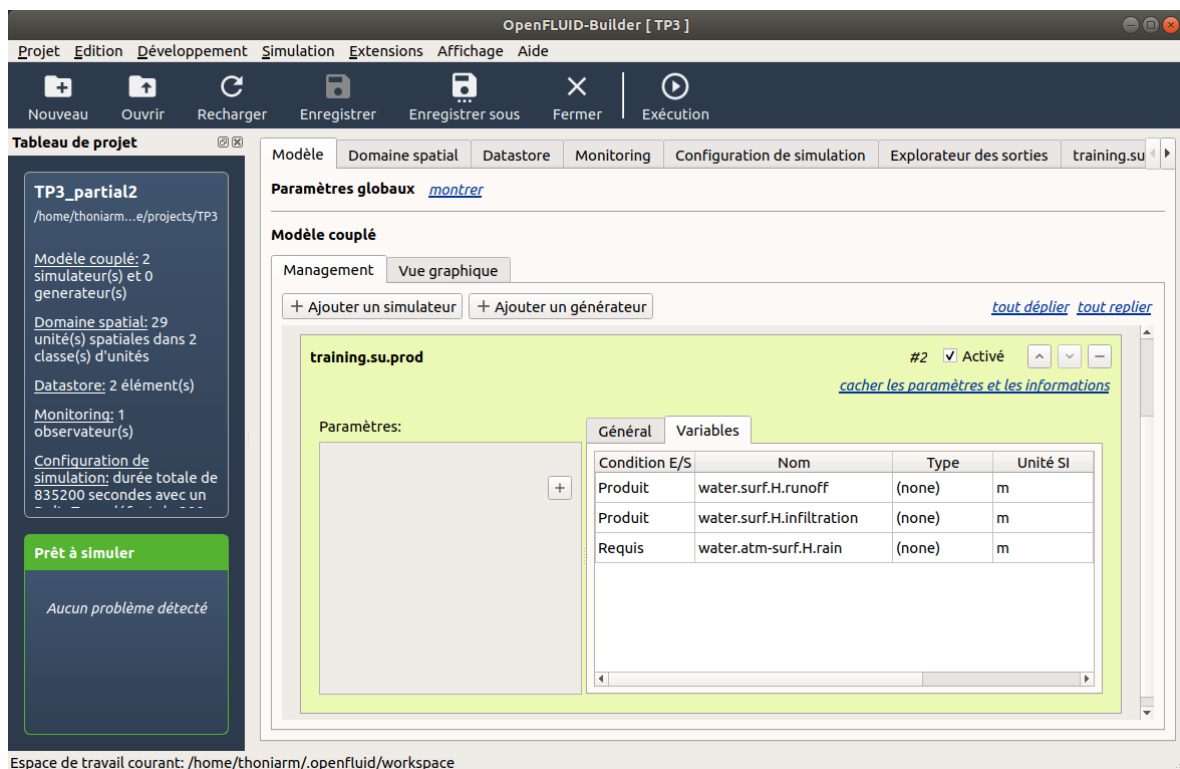 OpenFLUID-Builder [ TP3 ]
Projet Edition Développement Simulation Extensions Affichage Aide
Nouveau Ouvrir Recharger Enregistrer Enregistrer sous Fermer Exécution
Tableau de projet
TP3_partial2
/home/thoniarm...e/projects/TP3
Modèle couplé: 2
simulateur(s) et 0
generateur(s)
Domaine spatial: 29
unité(s) spatiales dans 2
classe(s) d'unités
Datastore: 2 élément(s)
Monitoring: 1
observateur(s)
Configuration de
simulation: durée totale de
835200 secondes avec un
Prêt à simuler
Aucun problème détecté
Modèle Domaine spatial Datastore Monitoring Configuration de simulation Explorateur des sorties training.su
Paramètres globaux montrer
Modèle couplé
Management Vue graphique
+ Ajouter un simulateur + Ajouter un générateur tout déplier tout replier
training.su.prod #2 Activé
cacher les paramètres et les informations
Paramètres:
Général Variables
Condition E/S Nom Type Unité SI
Produit water.surf.H.runoff (none) m
Produit water.surf.H.infiltration (none) m
Requis water.atm-surf.H.rain (none) m
Espace de travail courant: /home/thoniarm/.openfluid/workspace